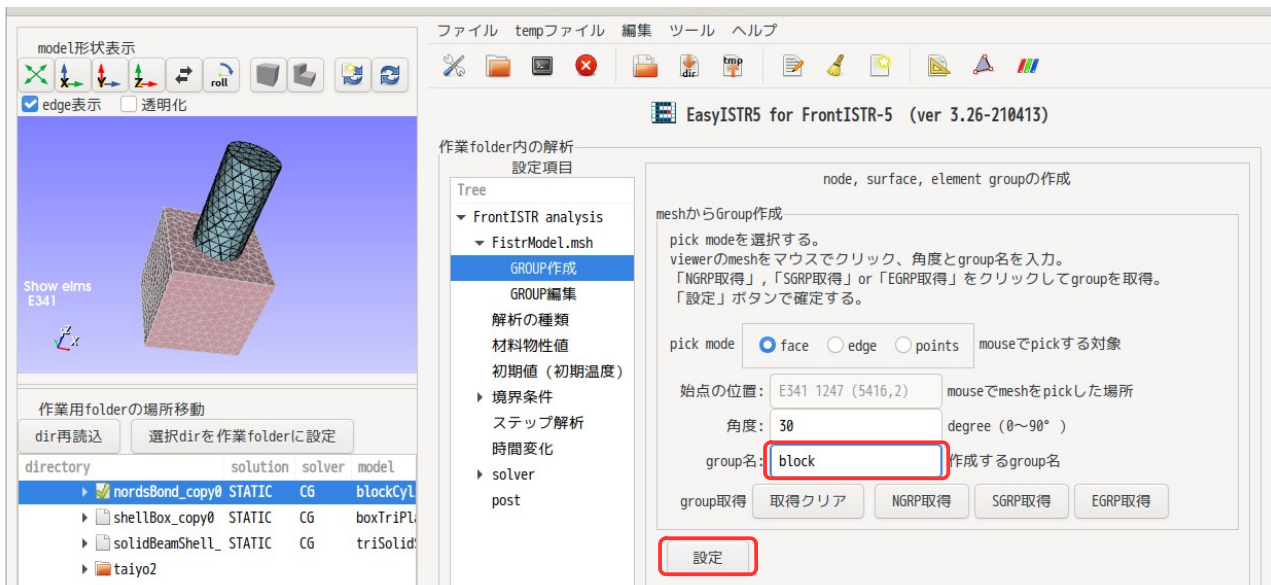 model形状表示
roll
edge表示
透明化
Show elms
E341
作業用folderの場所移動
dir再読込
選択dirを作業folderに設定
directory solution solver model
nordsBond_copy0 STATIC CG blockCyl
shellBox_copy0 STATIC CG boxTriPl
solidBeamShell_ STATIC CG triSolid
taiyo2
ファイル tempファイル 編集 ツール ヘルプ
dir
tmp
EasyISTR5 for FrontISTR-5 (ver 3.26-210413)
作業folder内の解析
設定項目
Tree
FrontISTR analysis
FistrModel.msh
GROUP作成
GROUP編集
解析の種類
材料物性値
初期値(初期温度)
境界条件
ステップ解析
時間変化
solver
post
node, surface, element groupの作成
meshからGroup作成
pick modeを選択する。
viewerのmeshをマウスでクリック、角度とgroup名を入力。
「NGRP取得」,「SGRP取得」or「EGRP取得」をクリックしてgroupを取得。
「設定」ボタンで確定する。
pick mode face edge points mouseでpickする対象
始点の位置: E341 1247 (5416,2) mouseでmeshをpickした場所
角度: 30 degree (0〜90° )
group名: block 作成するgroup名
group取得 取得クリア NGRP取得 SGRP取得 EGRP取得
設定